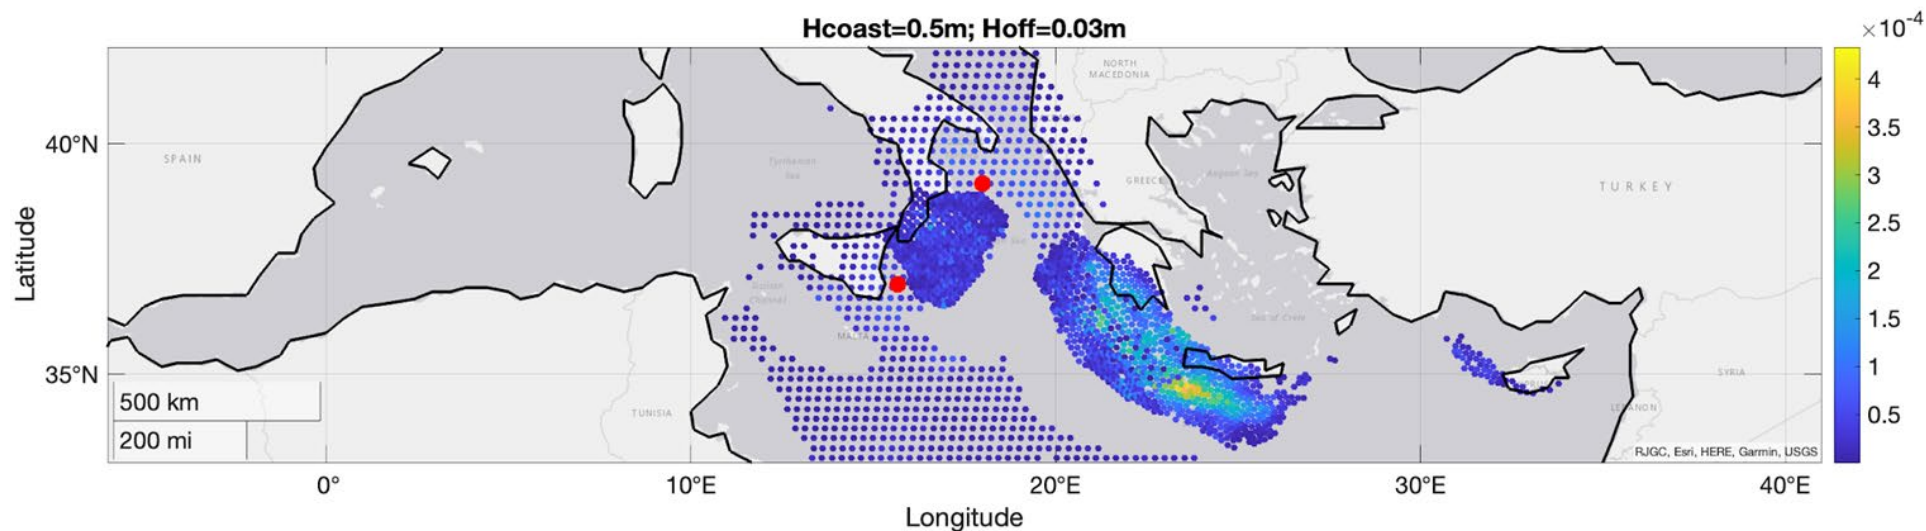 Hcoast=0.5m; Hoff=0.03m
×10⁻⁴
4
3.5
3
2.5
2
1.5
1
0.5
Latitude
40°N
35°N
SPAIN
Tyrrhenian
Sea
NORTH
MACEDONIA
GREECE
Aegean Sea
TURKEY
Sea of Crete
MALTA
TUNISIA
SYRIA
LEBANON
500 km
200 mi
RJGC, Esri, HERE, Garmin, USGS
0°
10°E
20°E
30°E
40°E
Longitude